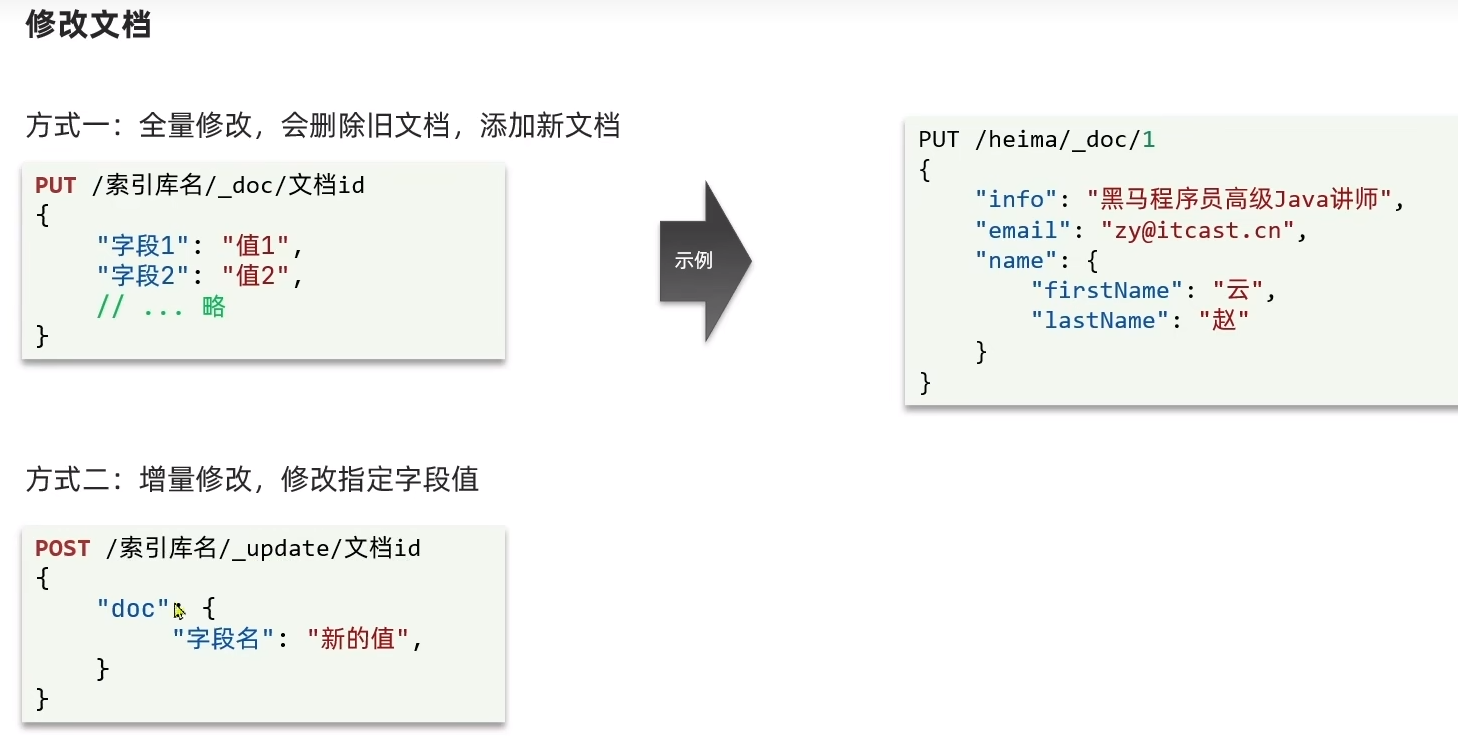 修改文档
方式一：全量修改，会删除旧文档，添加新文档
PUT /索引库名/_doc/文档id
{
"字段1": "值1",
"字段2": "值2",
// ... 略
}
示例
PUT /heima/_doc/1
{
"info": "黑马程序员高级Java讲师",
"email": "zy@itcast.cn",
"name": {
"firstName": "云",
"lastName": "赵"
}
}
方式二：增量修改，修改指定字段值
POST /索引库名/_update/文档id
{
"doc": {
"字段名": "新的值",
}
}